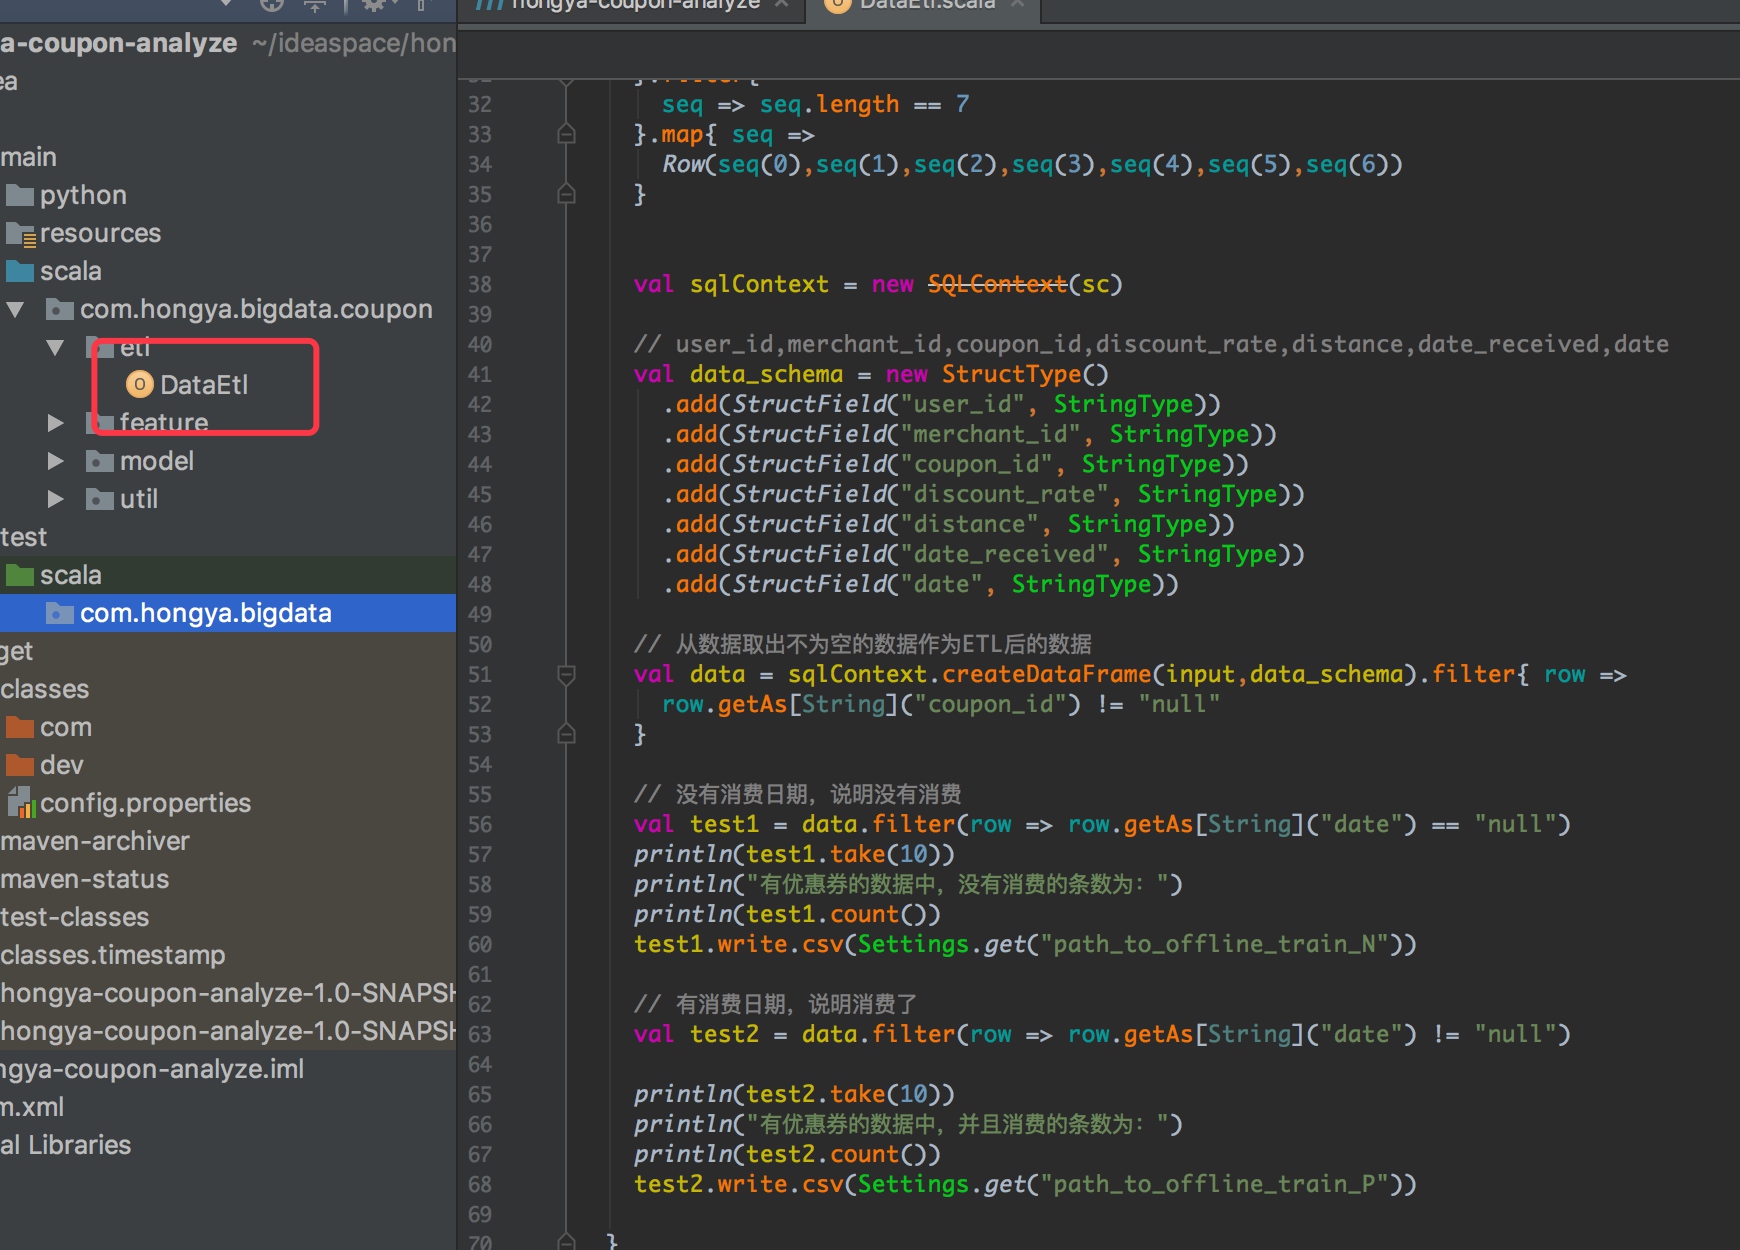 a-coupon-analyze ~/ideaspace/hon
ea
main
python
resources
scala
com.hongya.bigdata.coupon
etl
DataEtl
feature
model
util
test
scala
com.hongya.bigdata
get
classes
com
dev
config.properties
maven-archiver
maven-status
test-classes
classes.timestamp
hongya-coupon-analyze-1.0-SNAPSH
hongya-coupon-analyze-1.0-SNAPSH
ngya-coupon-analyze.iml
m.xml
al Libraries
hongya-coupon-analyze
DataEtl.scala
}.filter{
32 seq => seq.length == 7
33 }.map{ seq =>
34 Row(seq(0),seq(1),seq(2),seq(3),seq(4),seq(5),seq(6))
35 }
36
37
38 val sqlContext = new SQLContext(sc)
39
40 // user_id,merchant_id,coupon_id,discount_rate,distance,date_received,date
41 val data_schema = new StructType()
42 .add(StructField("user_id", StringType))
43 .add(StructField("merchant_id", StringType))
44 .add(StructField("coupon_id", StringType))
45 .add(StructField("discount_rate", StringType))
46 .add(StructField("distance", StringType))
47 .add(StructField("date_received", StringType))
48 .add(StructField("date", StringType))
49
50 // 从数据取出不为空的数据作为ETL后的数据
51 val data = sqlContext.createDataFrame(input,data_schema).filter{ row =>
52 row.getAs[String]("coupon_id") != "null"
53 }
54
55 // 没有消费日期，说明没有消费
56 val test1 = data.filter(row => row.getAs[String]("date") == "null")
57 println(test1.take(10))
58 println("有优惠券的数据中，没有消费的条数为：")
59 println(test1.count())
60 test1.write.csv(Settings.get("path_to_offline_train_N"))
61
62 // 有消费日期，说明消费了
63 val test2 = data.filter(row => row.getAs[String]("date") != "null")
64
65 println(test2.take(10))
66 println("有优惠券的数据中，并且消费的条数为：")
67 println(test2.count())
68 test2.write.csv(Settings.get("path_to_offline_train_P"))
69
70 }